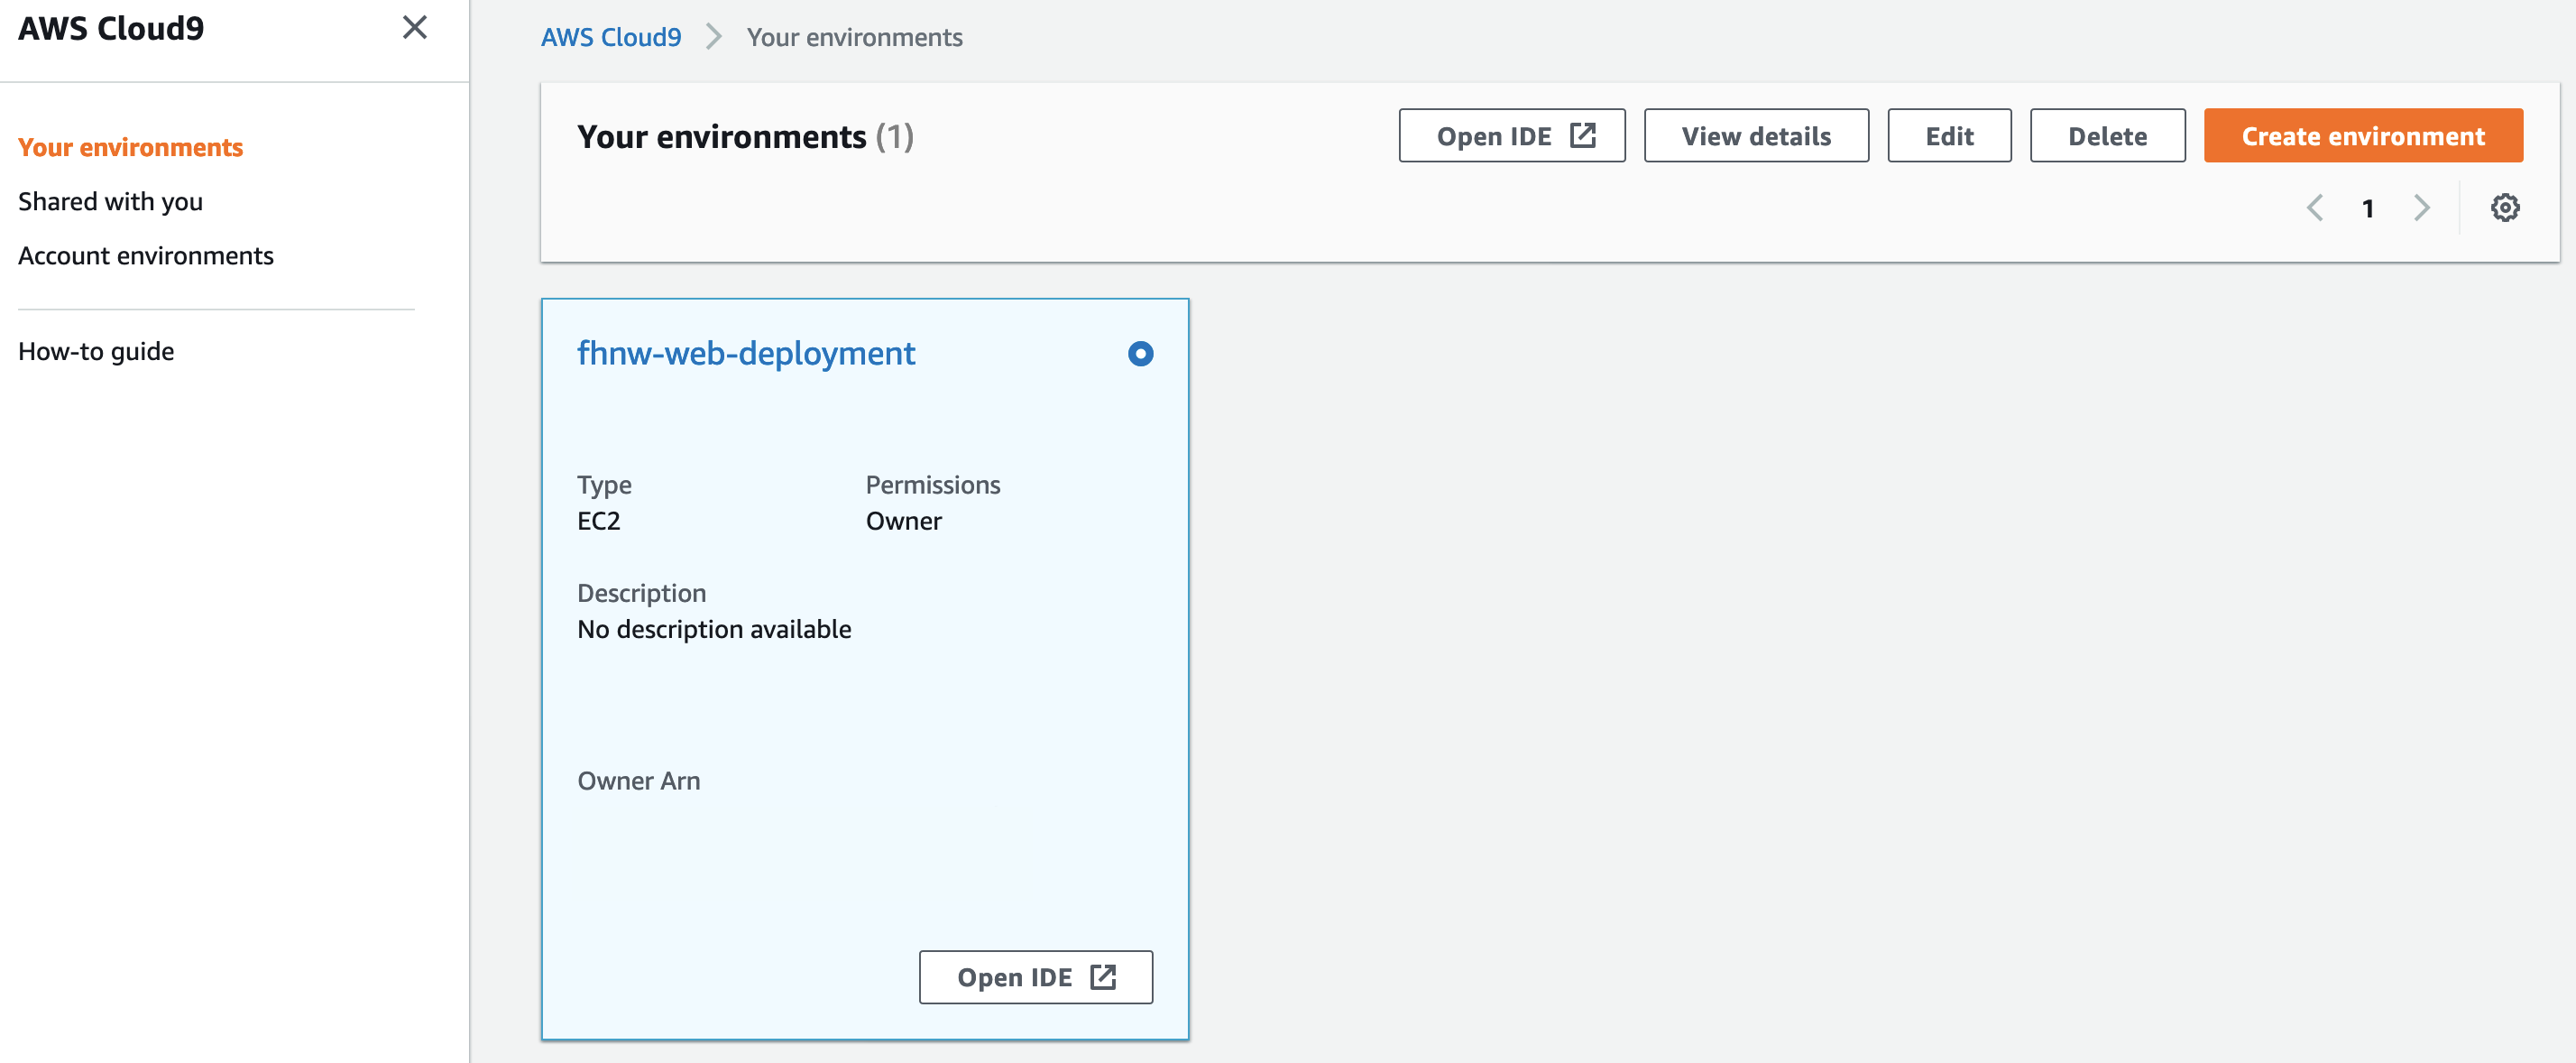 AWS Cloud9
Your environments
Shared with you
Account environments
How-to guide
AWS Cloud9 Your environments
Your environments (1)
Open IDE View details Edit Delete Create environment
1
fhnw-web-deployment
Type Permissions
EC2 Owner
Description
No description available
Owner Arn
Open IDE